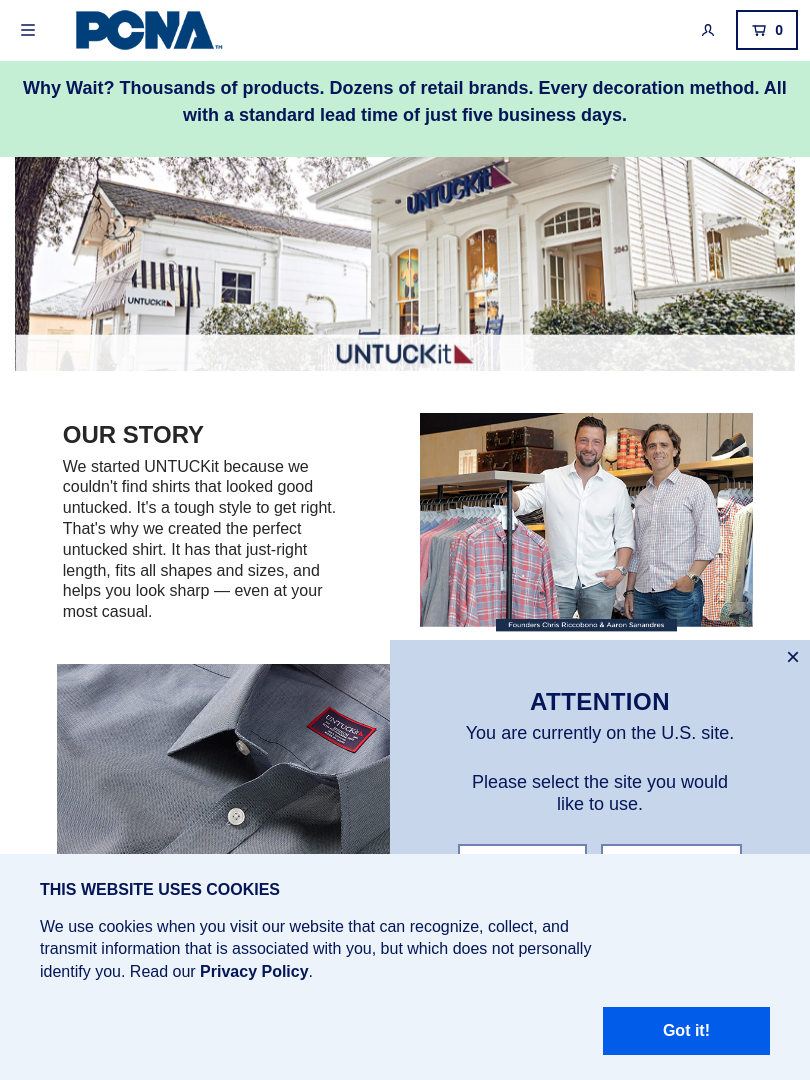 PCNA™
0
Why Wait? Thousands of products. Dozens of retail brands. Every decoration method. All
with a standard lead time of just five business days.
UNTUCKit
3943
UNTUCKit
UNTUCKit
OUR STORY
We started UNTUCKit because we
couldn't find shirts that looked good
untucked. It's a tough style to get right.
That's why we created the perfect
untucked shirt. It has that just-right
length, fits all shapes and sizes, and
helps you look sharp — even at your
most casual.
Founders Chris Riccobono & Aaron Sanandres
ATTENTION
You are currently on the U.S. site.
Please select the site you would
like to use.
UNTUCKit
THIS WEBSITE USES COOKIES
We use cookies when you visit our website that can recognize, collect, and
transmit information that is associated with you, but which does not personally
identify you. Read our Privacy Policy.
Got it!